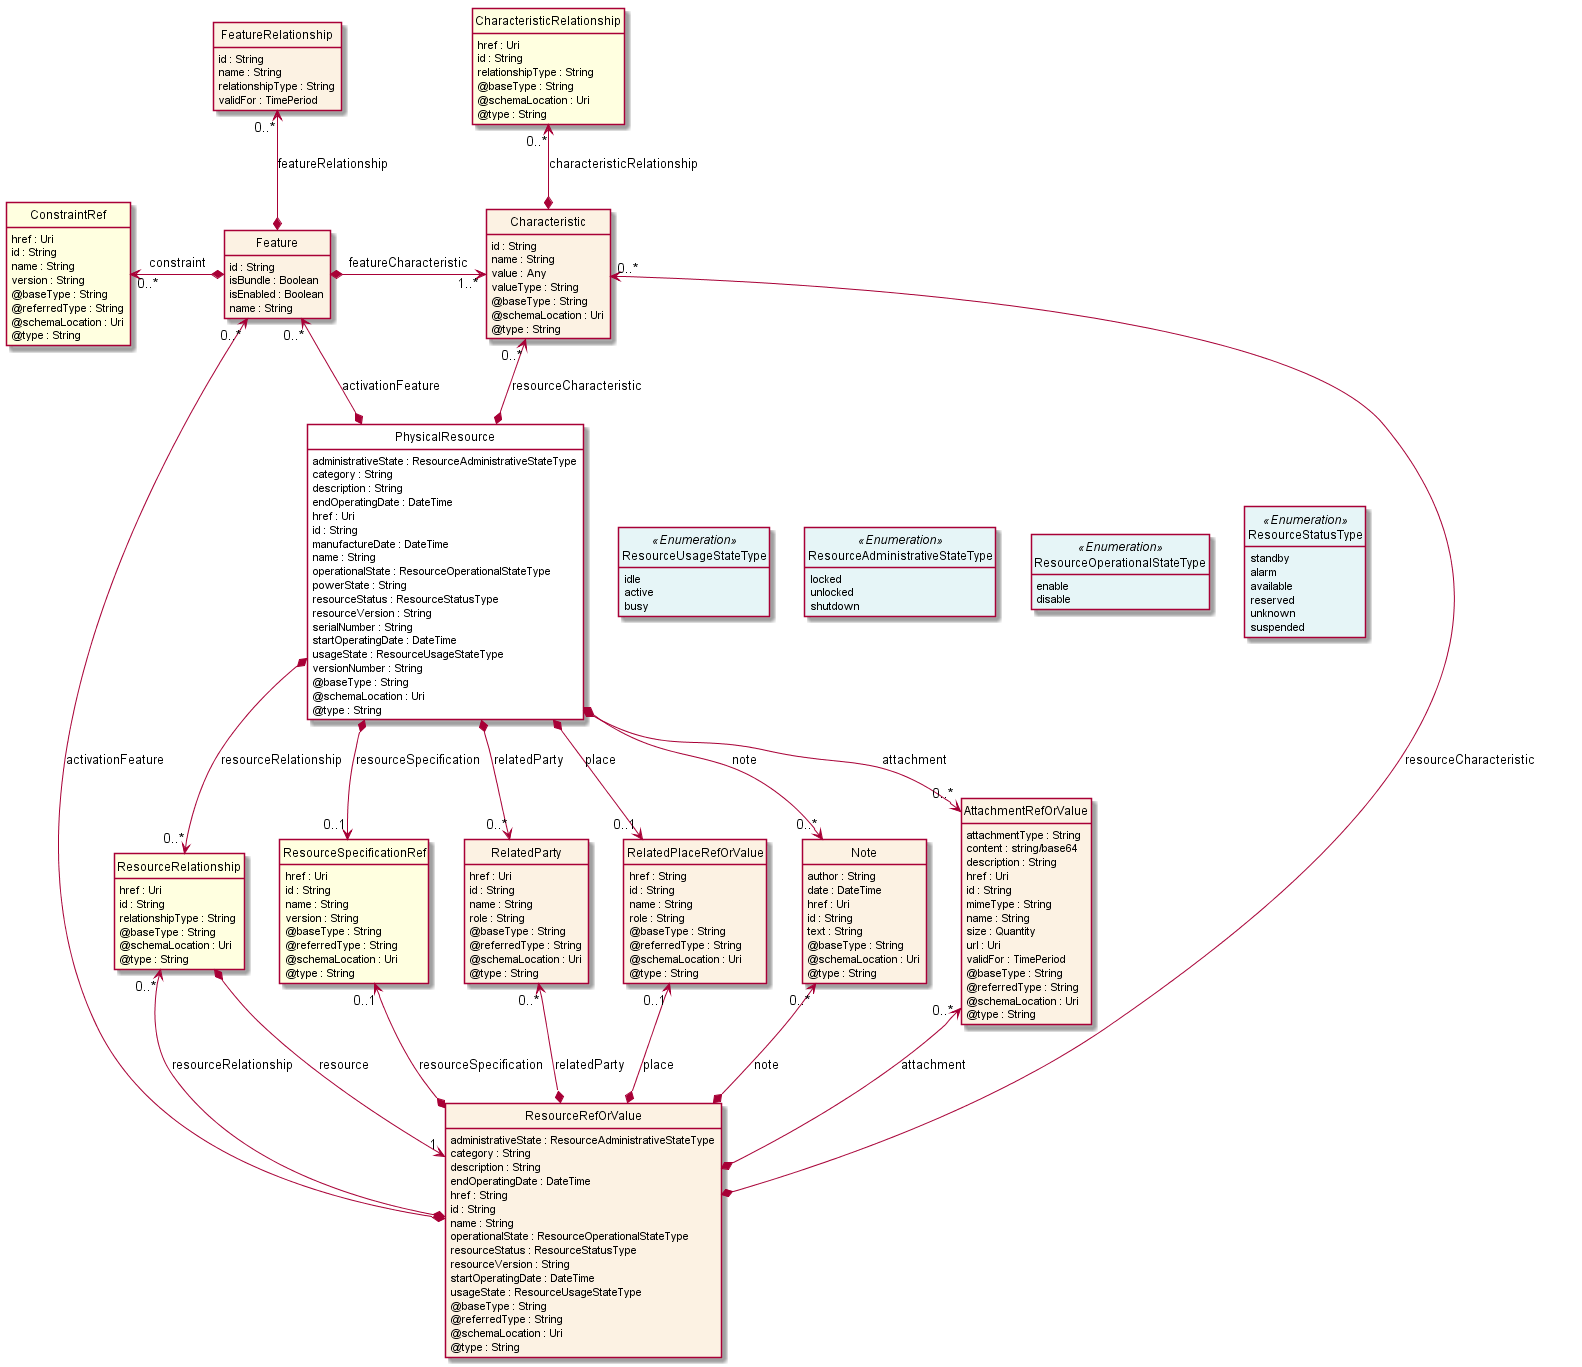 FeatureRelationship
id : String
name : String
relationshipType : String
validFor : TimePeriod
CharacteristicRelationship
href : Uri
id : String
relationshipType : String
@baseType : String
@schemaLocation : Uri
@type : String
0..*
featureRelationship
0..*
characteristicRelationship
ConstraintRef
href : Uri
id : String
name : String
version : String
@baseType : String
@referredType : String
@schemaLocation : Uri
@type : String
constraint
0..*
Feature
id : String
isBundle : Boolean
isEnabled : Boolean
name : String
featureCharacteristic
1..*
Characteristic
id : String
name : String
value : Any
valueType : String
@baseType : String
@schemaLocation : Uri
@type : String
0..*
0..*
0..*
0..*
activationFeature
resourceCharacteristic
PhysicalResource
administrativeState : ResourceAdministrativeStateType
category : String
description : String
endOperatingDate : DateTime
href : Uri
id : String
manufactureDate : DateTime
name : String
operationalState : ResourceOperationalStateType
powerState : String
resourceStatus : ResourceStatusType
resourceVersion : String
serialNumber : String
startOperatingDate : DateTime
usageState : ResourceUsageStateType
versionNumber : String
@baseType : String
@schemaLocation : Uri
@type : String
«Enumeration»
ResourceUsageStateType
idle
active
busy
«Enumeration»
ResourceAdministrativeStateType
locked
unlocked
shutdown
«Enumeration»
ResourceOperationalStateType
enable
disable
«Enumeration»
ResourceStatusType
standby
alarm
available
reserved
unknown
suspended
activationFeature
resourceRelationship
resourceSpecification
relatedParty
place
note
attachment
resourceCharacteristic
0..*
0..1
0..*
0..1
0..*
0..*
ResourceRelationship
href : Uri
id : String
relationshipType : String
@baseType : String
@schemaLocation : Uri
@type : String
ResourceSpecificationRef
href : Uri
id : String
name : String
version : String
@baseType : String
@referredType : String
@schemaLocation : Uri
@type : String
RelatedParty
href : Uri
id : String
name : String
role : String
@baseType : String
@referredType : String
@schemaLocation : Uri
@type : String
RelatedPlaceRefOrValue
href : String
id : String
name : String
role : String
@baseType : String
@referredType : String
@schemaLocation : Uri
@type : String
Note
author : String
date : DateTime
href : Uri
id : String
text : String
@baseType : String
@schemaLocation : Uri
@type : String
AttachmentRefOrValue
attachmentType : String
content : string/base64
description : String
href : Uri
id : String
mimeType : String
name : String
size : Quantity
url : Uri
validFor : TimePeriod
@baseType : String
@referredType : String
@schemaLocation : Uri
@type : String
0..*
0..1
0..*
0..1
0..*
0..*
resourceRelationship
resource
resourceSpecification
relatedParty
place
note
attachment
1
ResourceRefOrValue
administrativeState : ResourceAdministrativeStateType
category : String
description : String
endOperatingDate : DateTime
href : String
id : String
name : String
operationalState : ResourceOperationalStateType
resourceStatus : ResourceStatusType
resourceVersion : String
startOperatingDate : DateTime
usageState : ResourceUsageStateType
@baseType : String
@referredType : String
@schemaLocation : Uri
@type : String